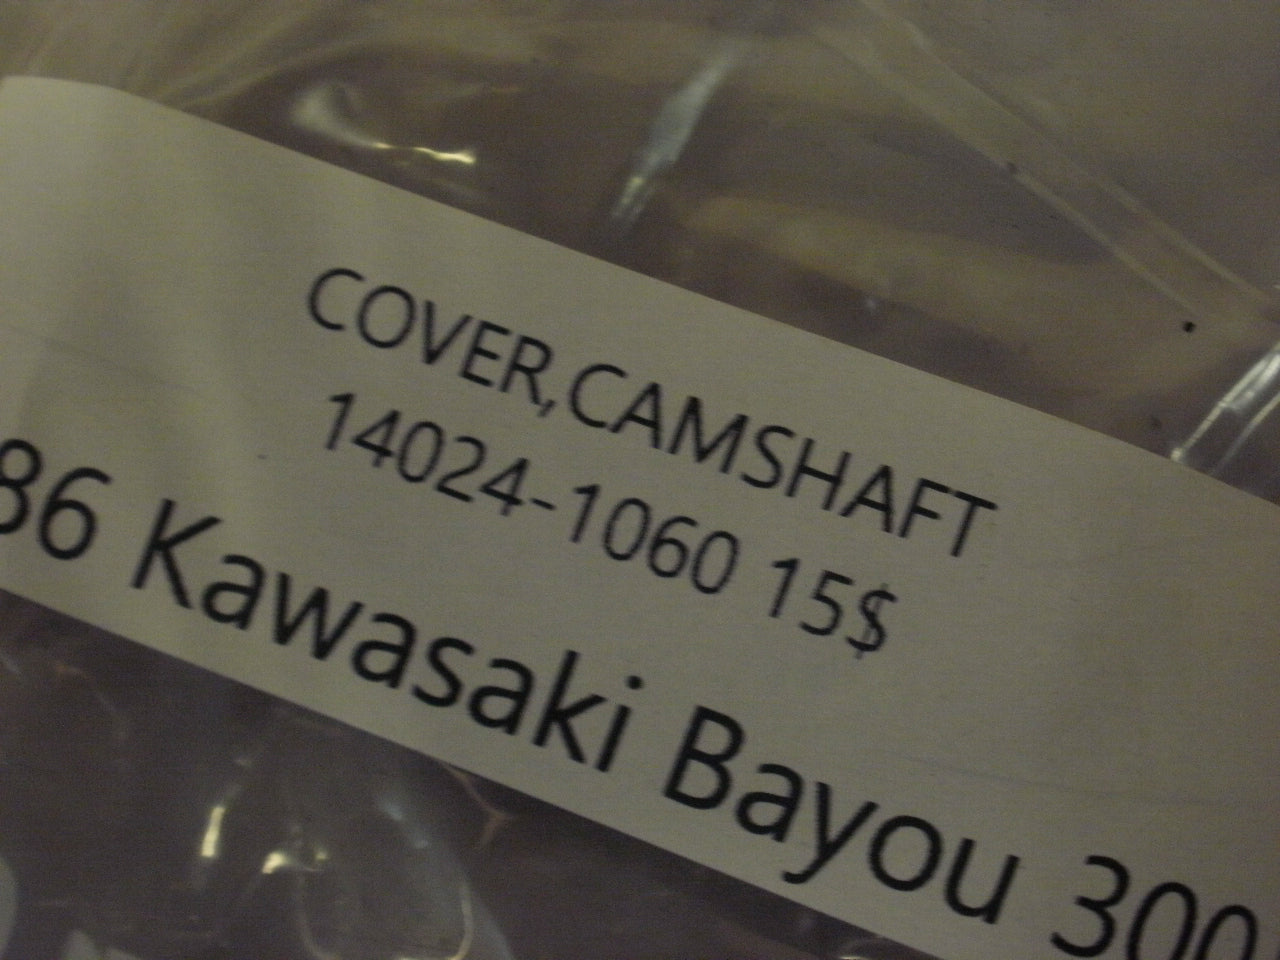 COVER,CAMSHAFT
14024-1060 15$
86 Kawasaki Bayou 300